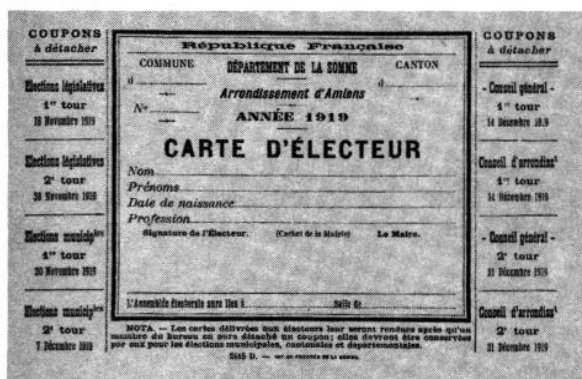 COUPONS
à détacher
Elections législatives
1er tour
16 Novembre 1919
Elections législatives
2e tour
30 Novembre 1919
Elections municipales
1er tour
30 Novembre 1919
Elections municipales
2e tour
7 Décembre 1919
République Française
COMMUNE
d
N°
DÉPARTEMENT DE LA SOMME
Arrondissement d'Amiens
ANNÉE 1919
CANTON
d
CARTE D'ÉLECTEUR
Nom
Prénoms
Date de naissance
Profession
Signature de l'Électeur. (Cachet de la Mairie) Le Maire.
L'Assemblée électorale aura lieu à Salle de
NOTA. — Les cartes délivrées aux électeurs leur seront rendues après qu'un
membre du bureau en aura détaché un coupon; elles devront être conservées
par eux pour les élections municipales, cantonales et départementales.
COUPONS
à détacher
- Conseil général -
1er tour
14 Décembre 1919
Conseil d'arrondisst
1er tour
14 Décembre 1919
- Conseil général -
2e tour
21 Décembre 1919
Conseil d'arrondisst
2e tour
21 Décembre 1919